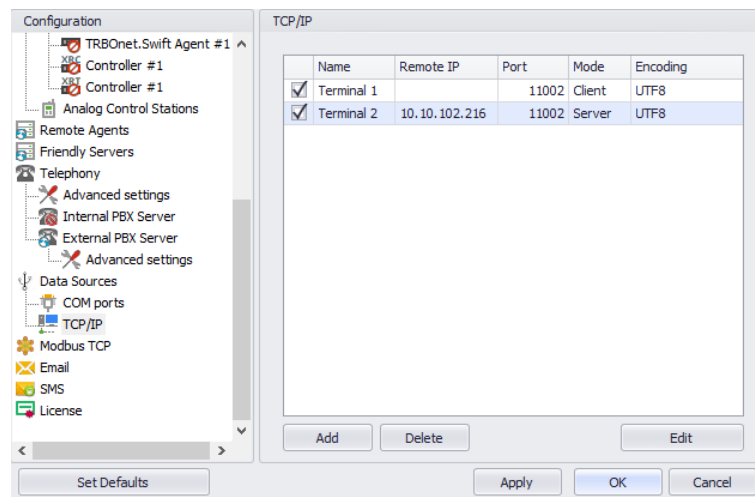 Configuration
TRBOnet.Swift Agent #1
XRC
Controller #1
XRT
Controller #1
Analog Control Stations
Remote Agents
Friendly Servers
Telephony
Advanced settings
Internal PBX Server
External PBX Server
Advanced settings
Data Sources
COM ports
TCP/IP
Modbus TCP
Email
SMS
License
TCP/IP
Name Remote IP Port Mode Encoding
Terminal 1 11002 Client UTF8
Terminal 2 10.10.102.216 11002 Server UTF8
Add Delete Edit
Set Defaults Apply OK Cancel